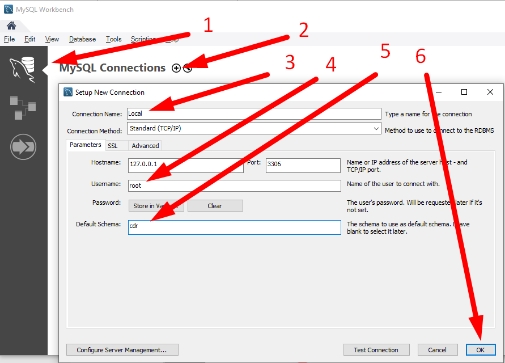 MySQL Workbench
1 2 3 4 5 6
File Edit View Database Tools
MySQL Connections
Setup New Connection
Connection Name: Local Type a name for the connection
Connection Method: Standard (TCP/IP) Method to use to connect to the RDBMS
Parameters SSL Advanced
Hostname: 127.0.0.1 Port: 3306 Name or IP address of the server host - and
TCP/IP port.
Username: root Name of the user to connect with.
Password: Store in Clear The user's password. Will be requested later if it's
not set.
Default Schema: cdr The schema to use as default schema. Leave
blank to select it later.
Configure Server Management... Test Connection Cancel OK